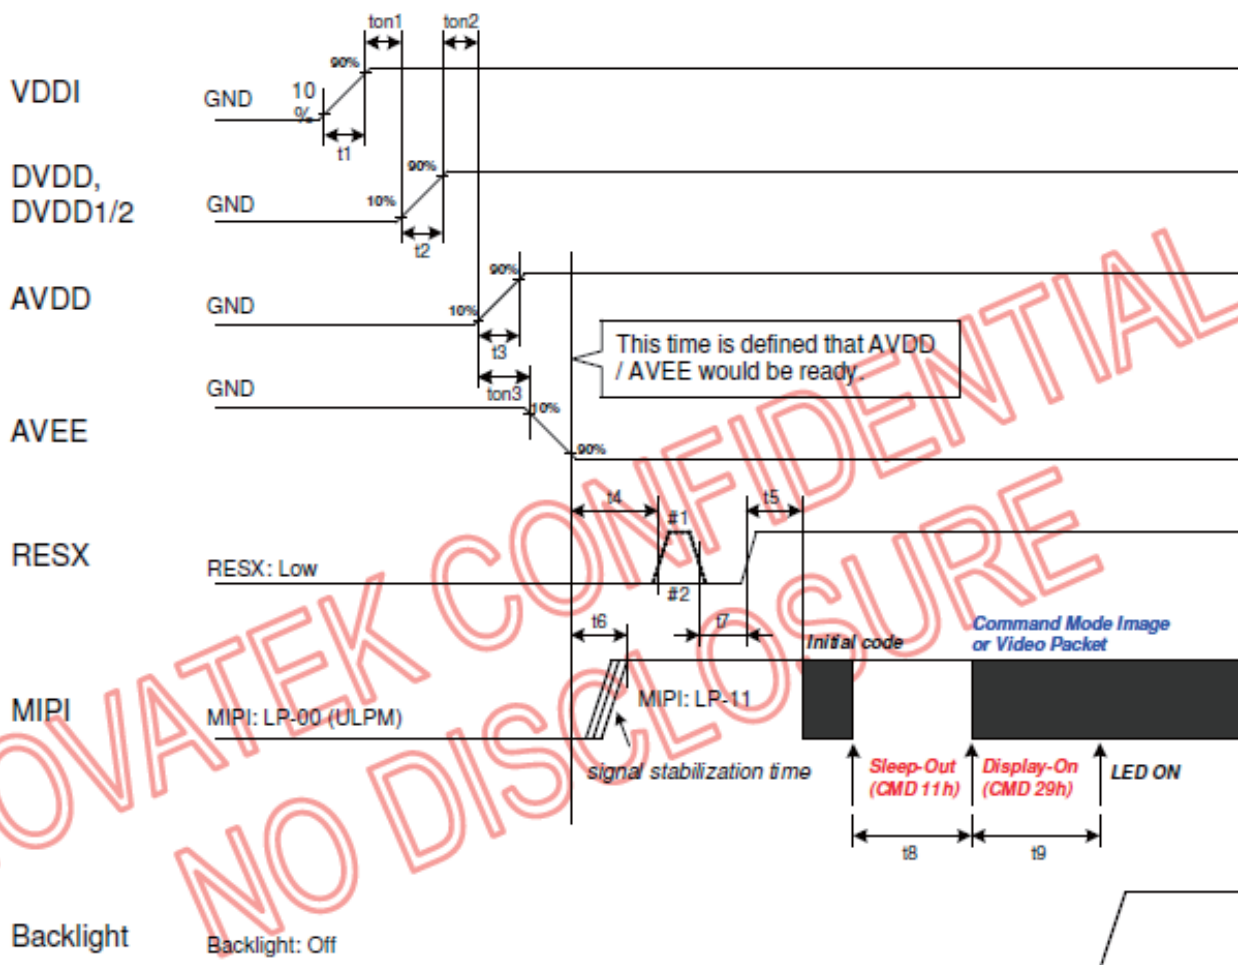 ton1
ton2
VDDI
GND
10
%
90%
t1
DVDD,
DVDD1/2
GND
10%
90%
t2
AVDD
GND
10%
90%
t3
ton3
This time is defined that AVDD
/ AVEE would be ready.
AVEE
GND
10%
90%
RESX
RESX: Low
t4
#1
#2
t5
t6
t7
MIPI
MIPI: LP-00 (ULPM)
MIPI: LP-11
signal stabilization time
Initial code
Command Mode Image
or Video Packet
Sleep-Out
(CMD 11h)
Display-On
(CMD 29h)
LED ON
t8
t9
Backlight
Backlight: Off
OVATEK CONFIDENTIAL
NO DISCLOSURE